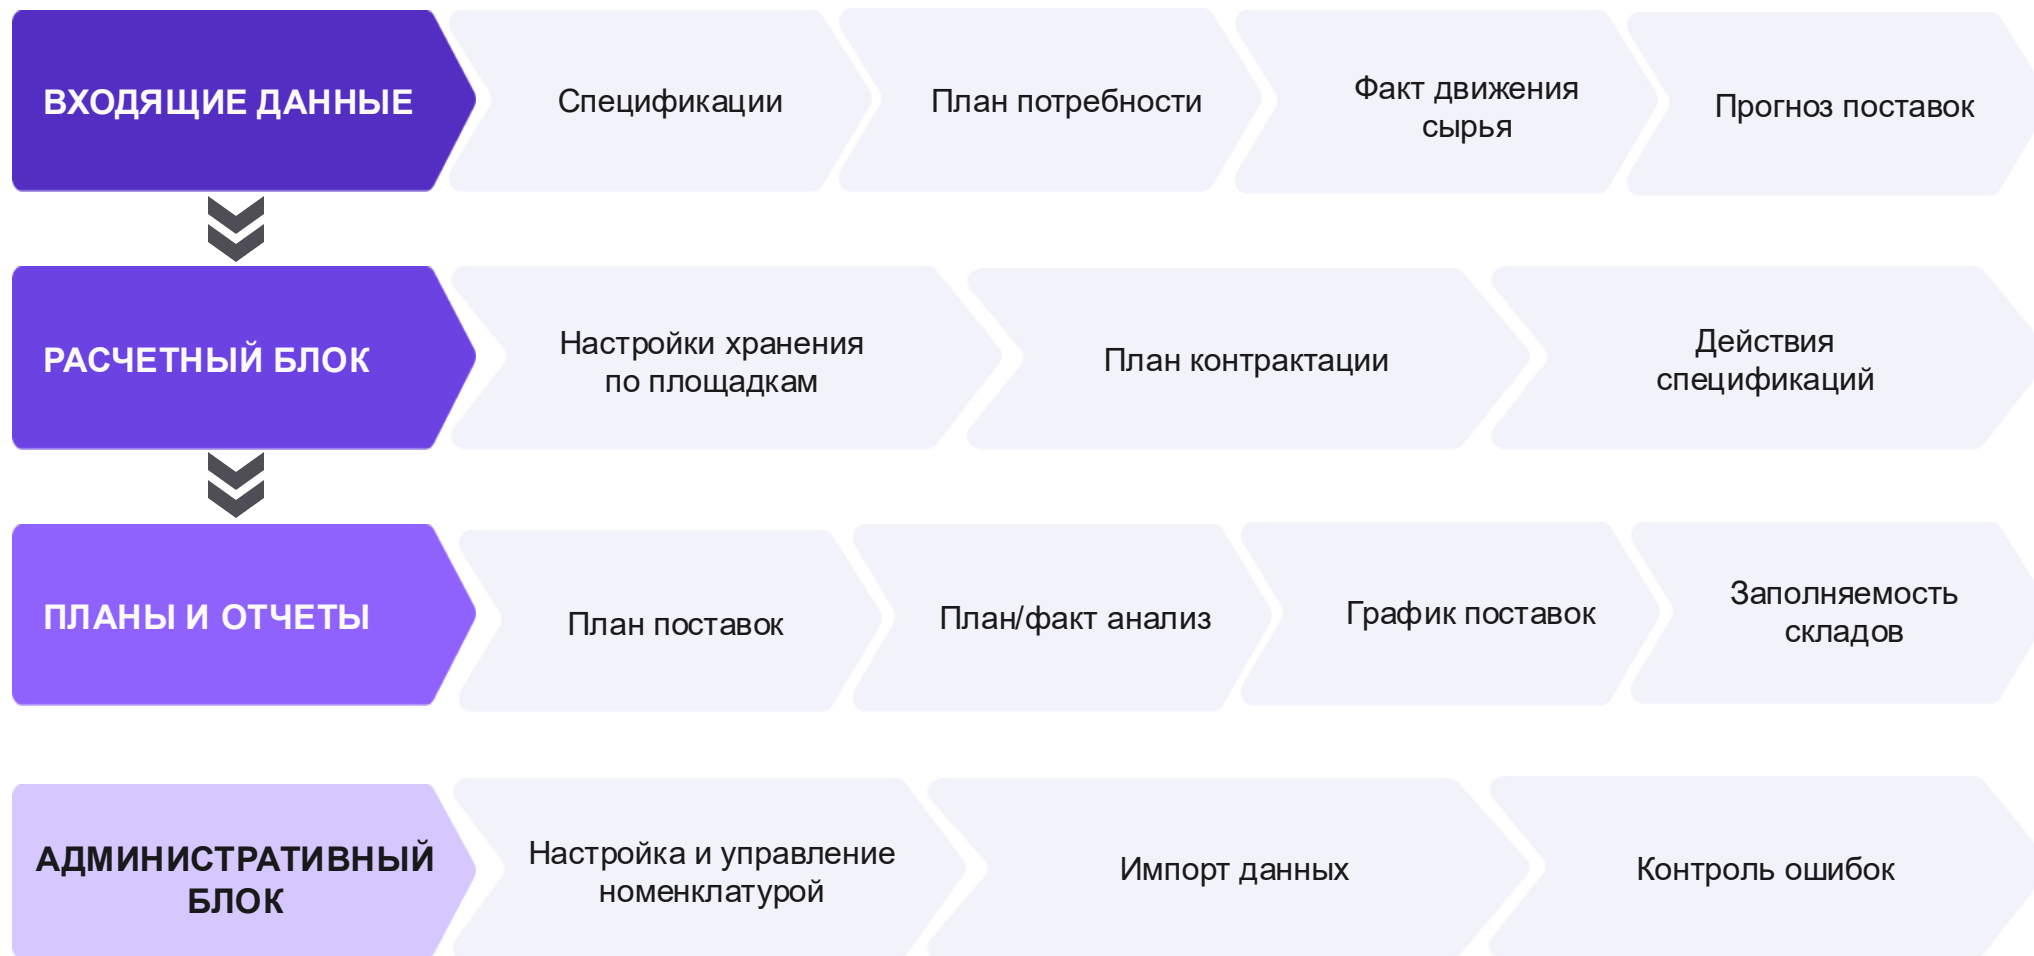 ВХОДЯЩИЕ ДАННЫЕ
Спецификации
План потребности
Факт движения
сырья
Прогноз поставок
РАСЧЕТНЫЙ БЛОК
Настройки хранения
по площадкам
План контрактации
Действия
спецификаций
ПЛАНЫ И ОТЧЕТЫ
План поставок
План/факт анализ
График поставок
Заполняемость
складов
АДМИНИСТРАТИВНЫЙ
БЛОК
Настройка и управление
номенклатурой
Импорт данных
Контроль ошибок